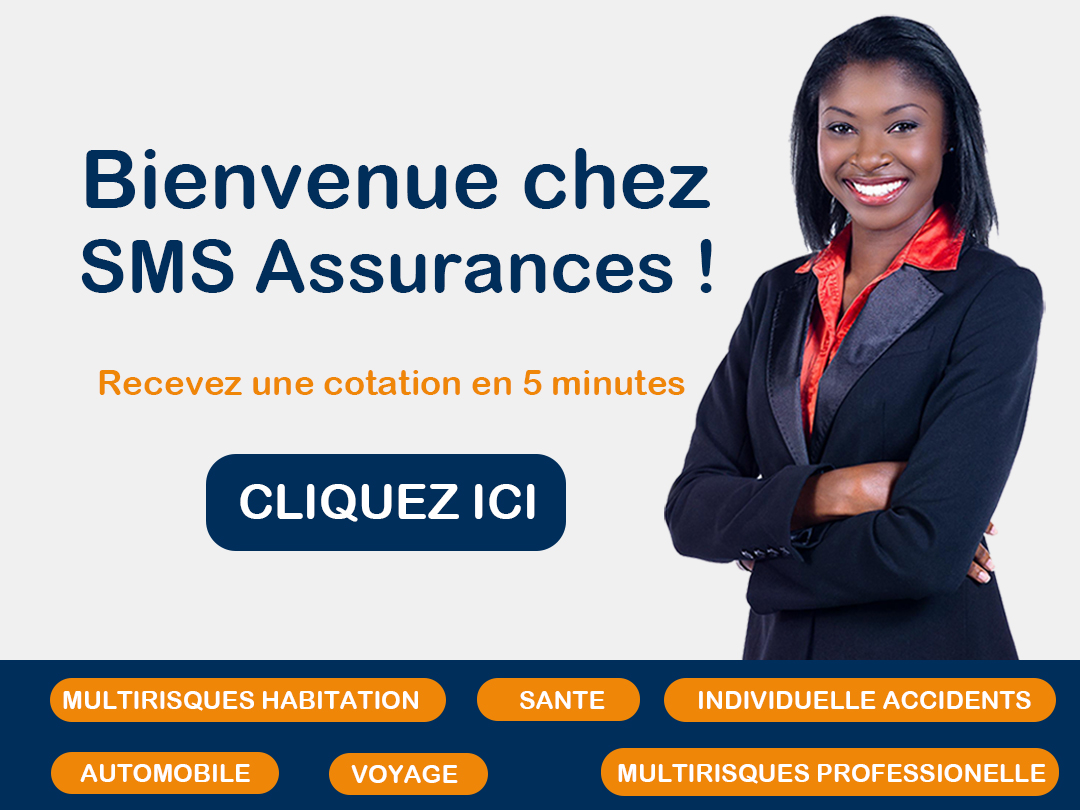 Bienvenue chez
SMS Assurances !
Recevez une cotation en 5 minutes
CLIQUEZ ICI
MULTIRISQUES HABITATION
SANTE
INDIVIDUELLE ACCIDENTS
AUTOMOBILE
VOYAGE
MULTIRISQUES PROFESSIONELLE